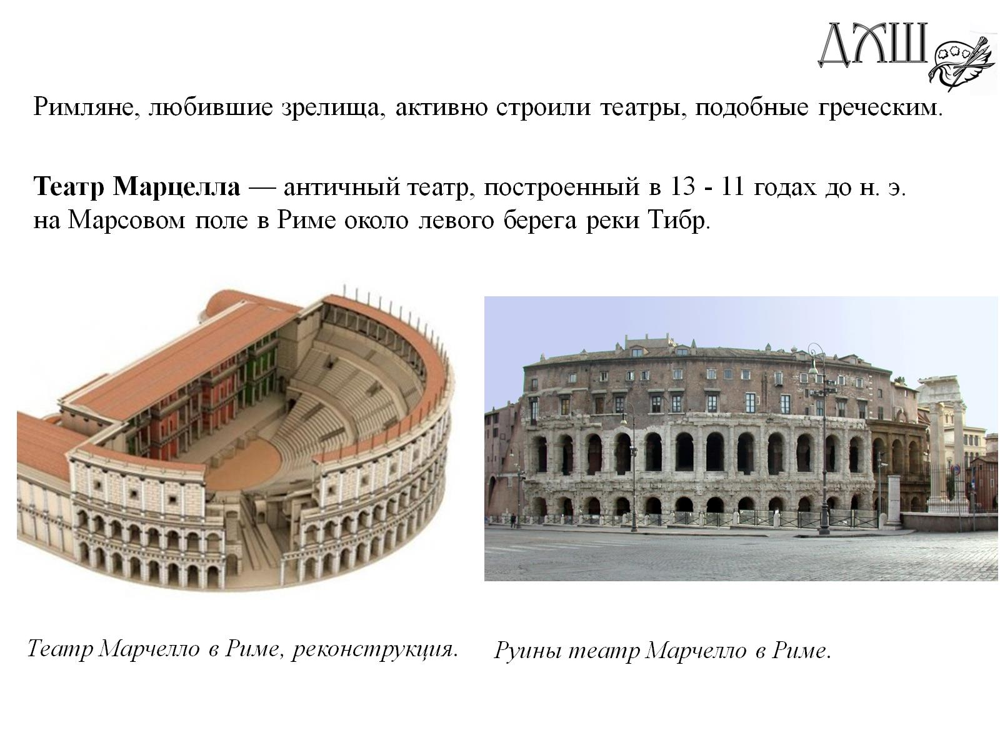 ДХШ
Римляне, любившие зрелища, активно строили театры, подобные греческим.
Театр Марцелла — античный театр, построенный в 13 - 11 годах до н. э.
на Марсовом поле в Риме около левого берега реки Тибр.
Театр Марчелло в Риме, реконструкция.
Руины театр Марчелло в Риме.